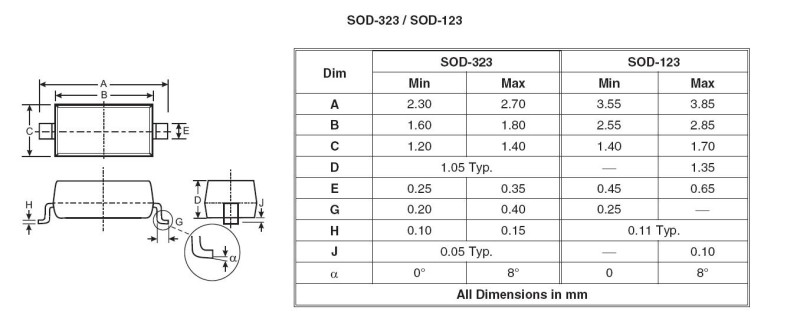 SOD-323 / SOD-123
A
B
C
E
H
D
J
G
α
Dim SOD-323 SOD-123
Min Max Min Max
A 2.30 2.70 3.55 3.85
B 1.60 1.80 2.55 2.85
C 1.20 1.40 1.40 1.70
D 1.05 Typ. — 1.35
E 0.25 0.35 0.45 0.65
G 0.20 0.40 0.25 —
H 0.10 0.15 0.11 Typ.
J 0.05 Typ. — 0.10
α 0° 8° 0 8°
All Dimensions in mm